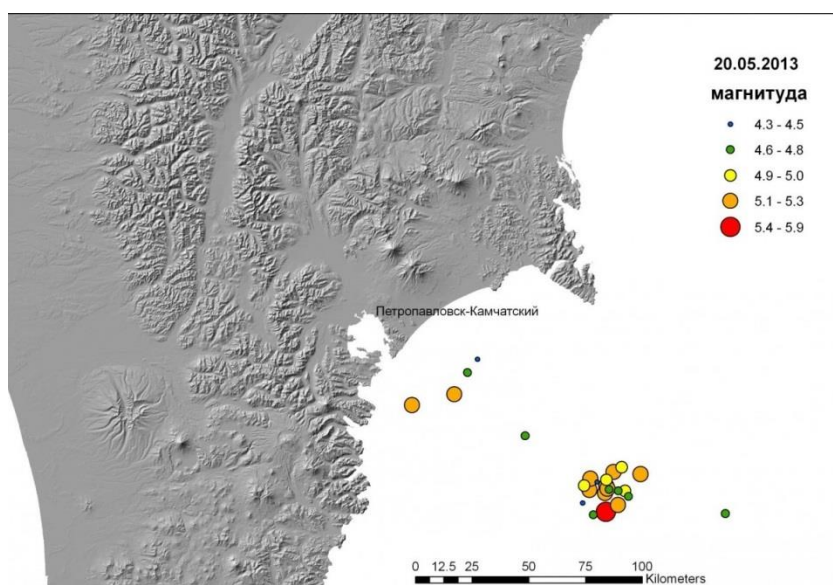 20.05.2013
магнитуда
4.3 - 4.5
4.6 - 4.8
4.9 - 5.0
5.1 - 5.3
5.4 - 5.9
Петропавловск-Камчатский
0 12.5 25 50 75 100
Kilometers